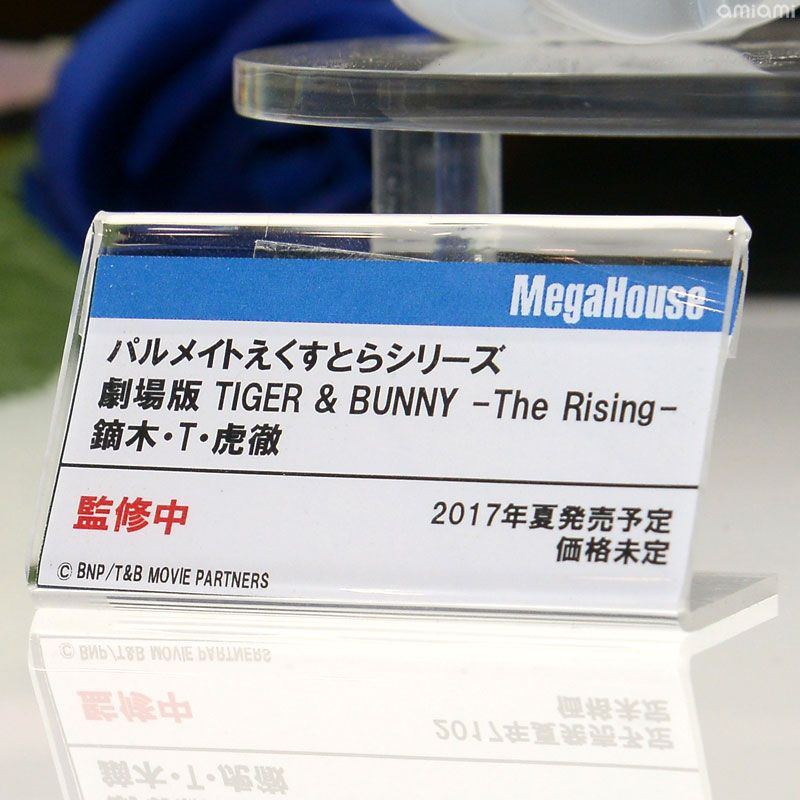 amiami
MegaHouse
パルメイトえくすとらシリーズ
劇場版 TIGER & BUNNY -The Rising-
鏑木・T・虎徹
監修中
2017年夏発売予定
価格未定
© BNP/T&B MOVIE PARTNERS